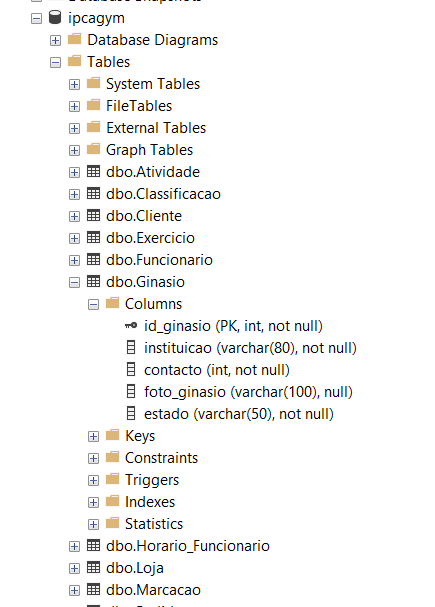 ipcagym
Database Diagrams
Tables
System Tables
FileTables
External Tables
Graph Tables
dbo.Atividade
dbo.Classificacao
dbo.Cliente
dbo.Exercicio
dbo.Funcionario
dbo.Ginasio
Columns
id_ginasio (PK, int, not null)
instituicao (varchar(80), not null)
contacto (int, not null)
foto_ginasio (varchar(100), null)
estado (varchar(50), not null)
Keys
Constraints
Triggers
Indexes
Statistics
dbo.Horario_Funcionario
dbo.Loja
dbo.Marcacao